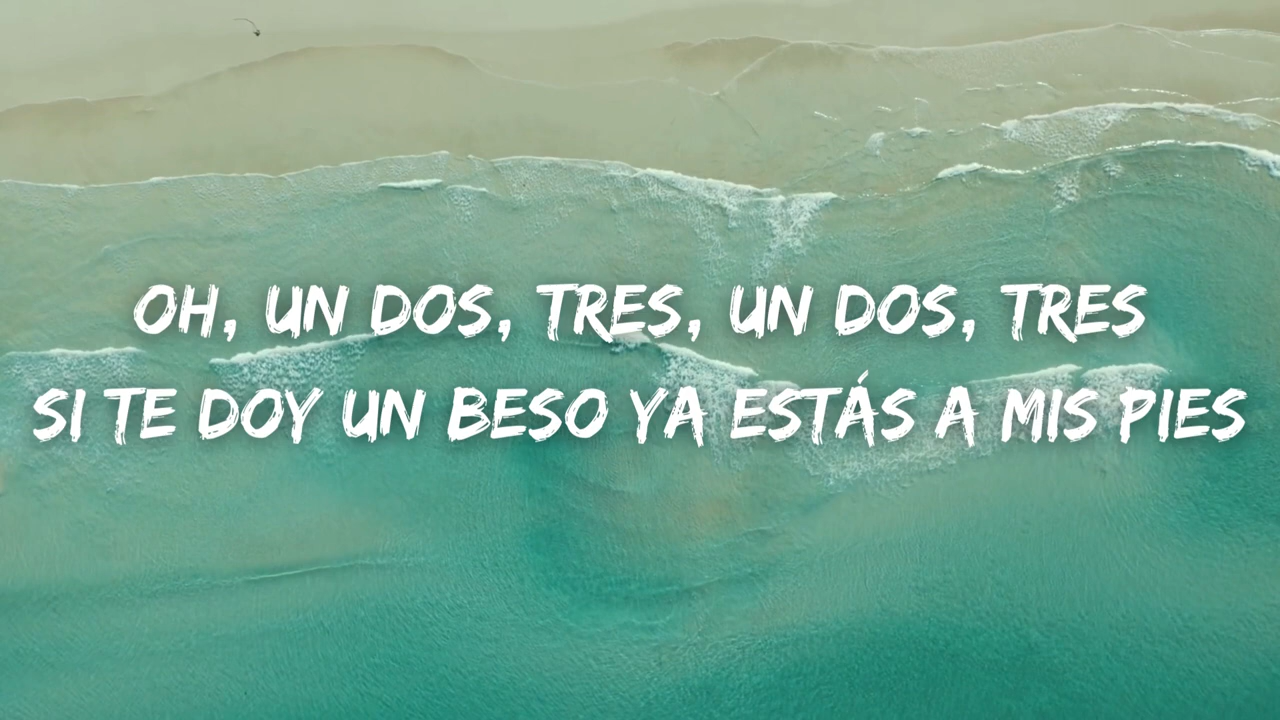 OH, UN DOS, TRES, UN DOS, TRES
SI TE DOY UN BESO YA ESTÁS A MIS PIES